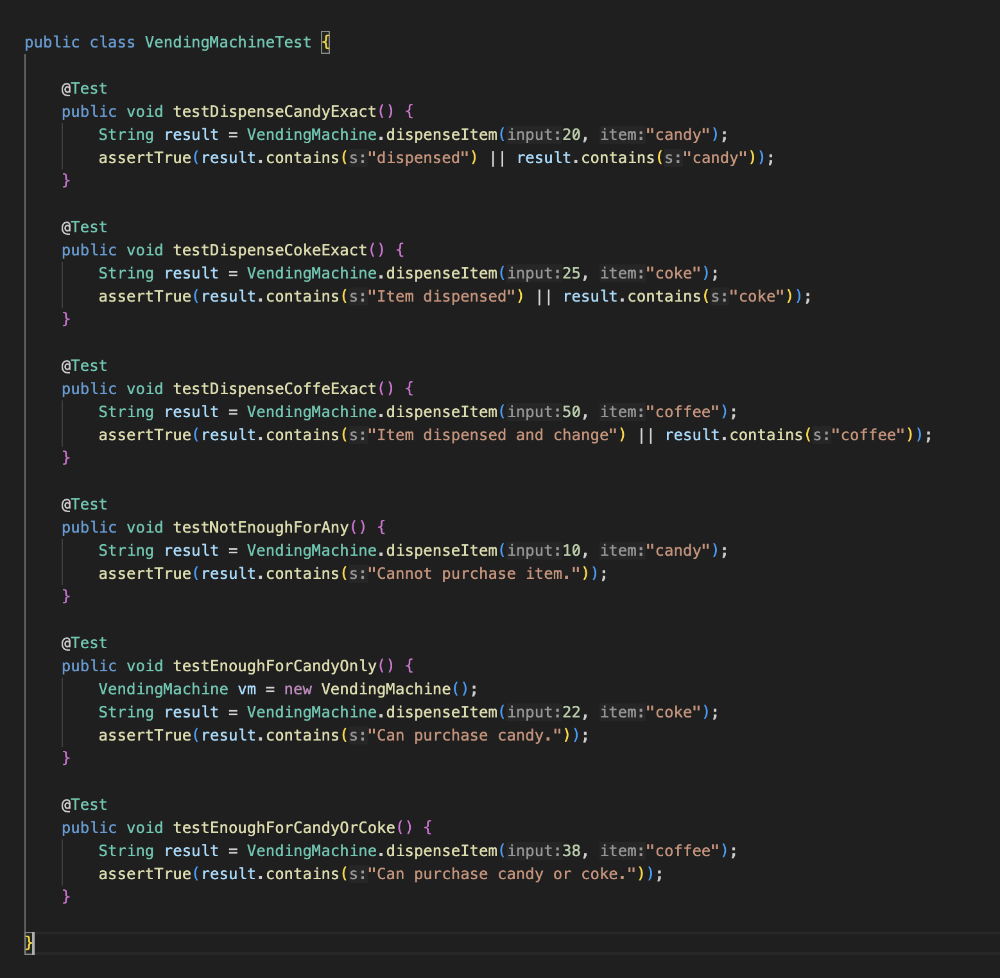 public class VendingMachineTest {
@Test
public void testDispenseCandyExact() {
String result = VendingMachine.dispenseItem(input:20, item:"candy");
assertTrue(result.contains(s:"dispensed") || result.contains(s:"candy"));
}
@Test
public void testDispenseCokeExact() {
String result = VendingMachine.dispenseItem(input:25, item:"coke");
assertTrue(result.contains(s:"Item dispensed") || result.contains(s:"coke"));
}
@Test
public void testDispenseCoffeExact() {
String result = VendingMachine.dispenseItem(input:50, item:"coffee");
assertTrue(result.contains(s:"Item dispensed and change") || result.contains(s:"coffee"));
}
@Test
public void testNotEnoughForAny() {
String result = VendingMachine.dispenseItem(input:10, item:"candy");
assertTrue(result.contains(s:"Cannot purchase item."));
}
@Test
public void testEnoughForCandyOnly() {
VendingMachine vm = new VendingMachine();
String result = VendingMachine.dispenseItem(input:22, item:"coke");
assertTrue(result.contains(s:"Can purchase candy."));
}
@Test
public void testEnoughForCandyOrCoke() {
String result = VendingMachine.dispenseItem(input:38, item:"coffee");
assertTrue(result.contains(s:"Can purchase candy or coke."));
}
}